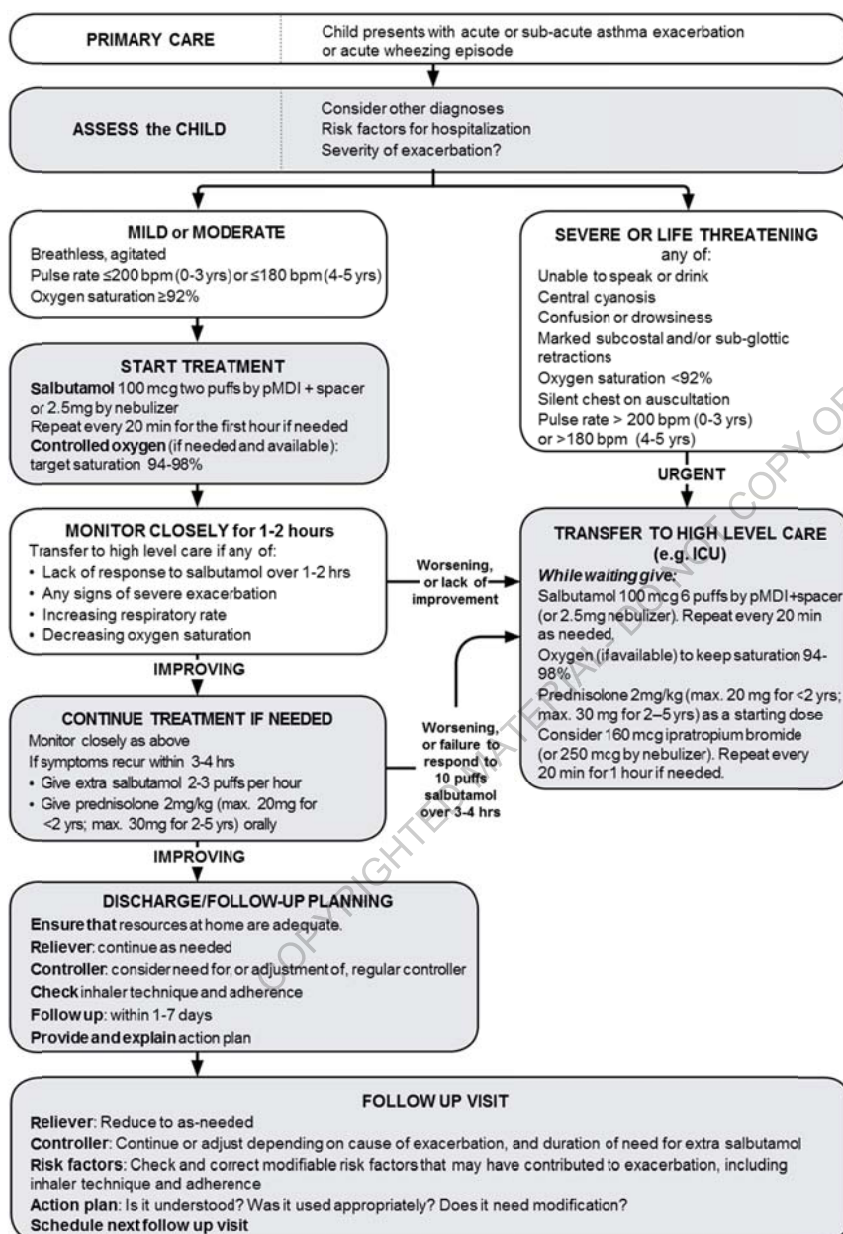 PRIMARY CARE
Child presents with acute or sub-acute asthma exacerbation
or acute wheezing episode
ASSESS the CHILD
Consider other diagnoses
Risk factors for hospitalization
Severity of exacerbation?
MILD or MODERATE
Breathless, agitated
Pulse rate ≤200 bpm (0-3 yrs) or ≤180 bpm (4-5 yrs)
Oxygen saturation ≥92%
SEVERE OR LIFE THREATENING
any of:
Unable to speak or drink
Central cyanosis
Confusion or drowsiness
Marked subcostal and/or sub-glottic
retractions
Oxygen saturation <92%
Silent chest on auscultation
Pulse rate > 200 bpm (0-3 yrs)
or >180 bpm (4-5 yrs)
START TREATMENT
Salbutamol 100 mcg two puffs by pMDI + spacer
or 2.5mg by nebulizer
Repeat every 20 min for the first hour if needed
Controlled oxygen (if needed and available):
target saturation 94-98%
URGENT
MONITOR CLOSELY for 1-2 hours
Transfer to high level care if any of:
• Lack of response to salbutamol over 1-2 hrs
• Any signs of severe exacerbation
• Increasing respiratory rate
• Decreasing oxygen saturation
Worsening,
or lack of
improvement
TRANSFER TO HIGH LEVEL CARE
(e.g. ICU)
While waiting give:
Salbutamol 100 mcg 6 puffs by pMDI+spacer
(or 2.5mg nebulizer). Repeat every 20 min
as needed.
Oxygen (if available) to keep saturation 94-
98%
Prednisolone 2mg/kg (max. 20 mg for <2 yrs;
max. 30 mg for 2–5 yrs) as a starting dose
Consider 160 mcg ipratropium bromide
(or 250 mcg by nebulizer). Repeat every
20 min for 1 hour if needed.
IMPROVING
CONTINUE TREATMENT IF NEEDED
Monitor closely as above
If symptoms recur within 3-4 hrs
• Give extra salbutamol 2-3 puffs per hour
• Give prednisolone 2mg/kg (max. 20mg for
<2 yrs; max. 30mg for 2-5 yrs) orally
Worsening,
or failure to
respond to
10 puffs
salbutamol
over 3-4 hrs
IMPROVING
DISCHARGE/FOLLOW-UP PLANNING
Ensure that resources at home are adequate.
Reliever: continue as needed
Controller: consider need for, or adjustment of, regular controller
Check inhaler technique and adherence
Follow up: within 1-7 days
Provide and explain action plan
FOLLOW UP VISIT
Reliever: Reduce to as-needed
Controller: Continue or adjust depending on cause of exacerbation, and duration of need for extra salbutamol
Risk factors: Check and correct modifiable risk factors that may have contributed to exacerbation, including
inhaler technique and adherence
Action plan: Is it understood? Was it used appropriately? Does it need modification?
Schedule next follow up visit
COPYRIGHTED MATERIAL- DO NOT COPY OR